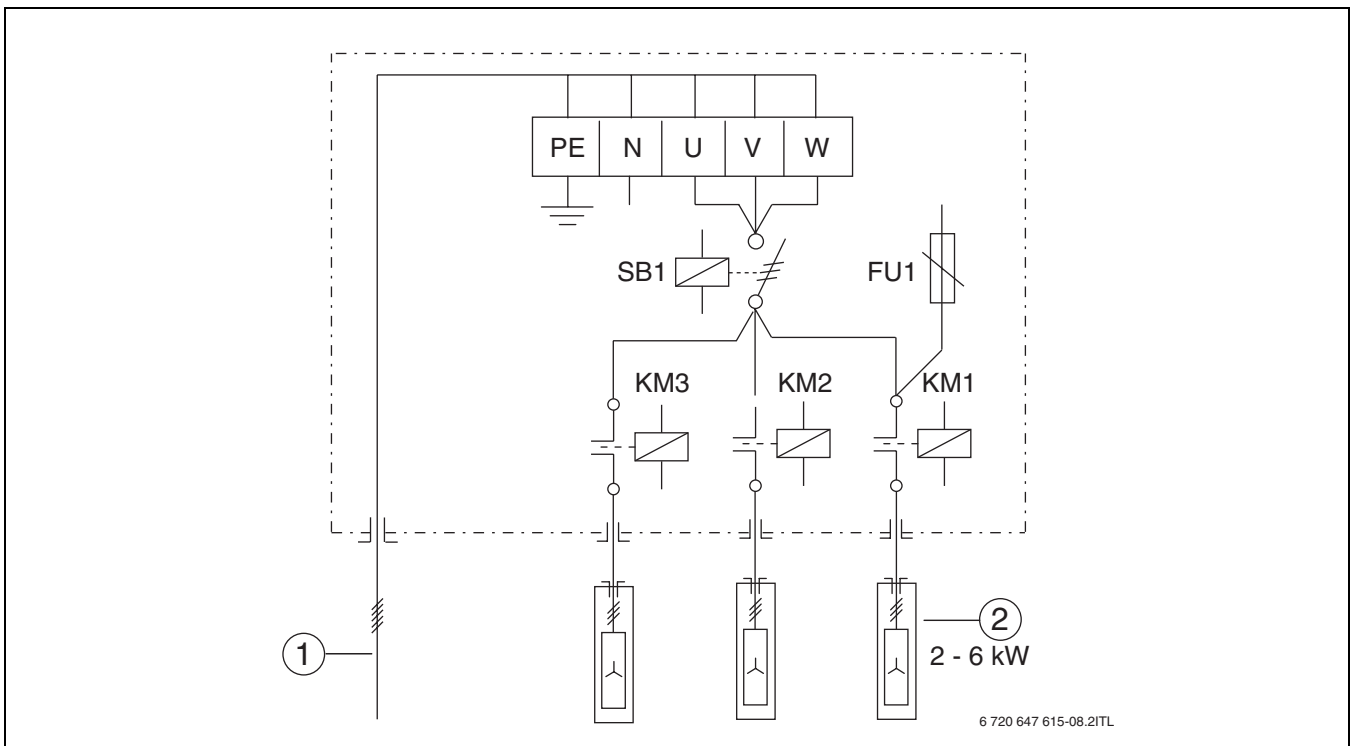 PE N U V W
SB1
FU1
KM3 KM2 KM1
1
2
2 - 6 kW
6 720 647 615-08.2ITL